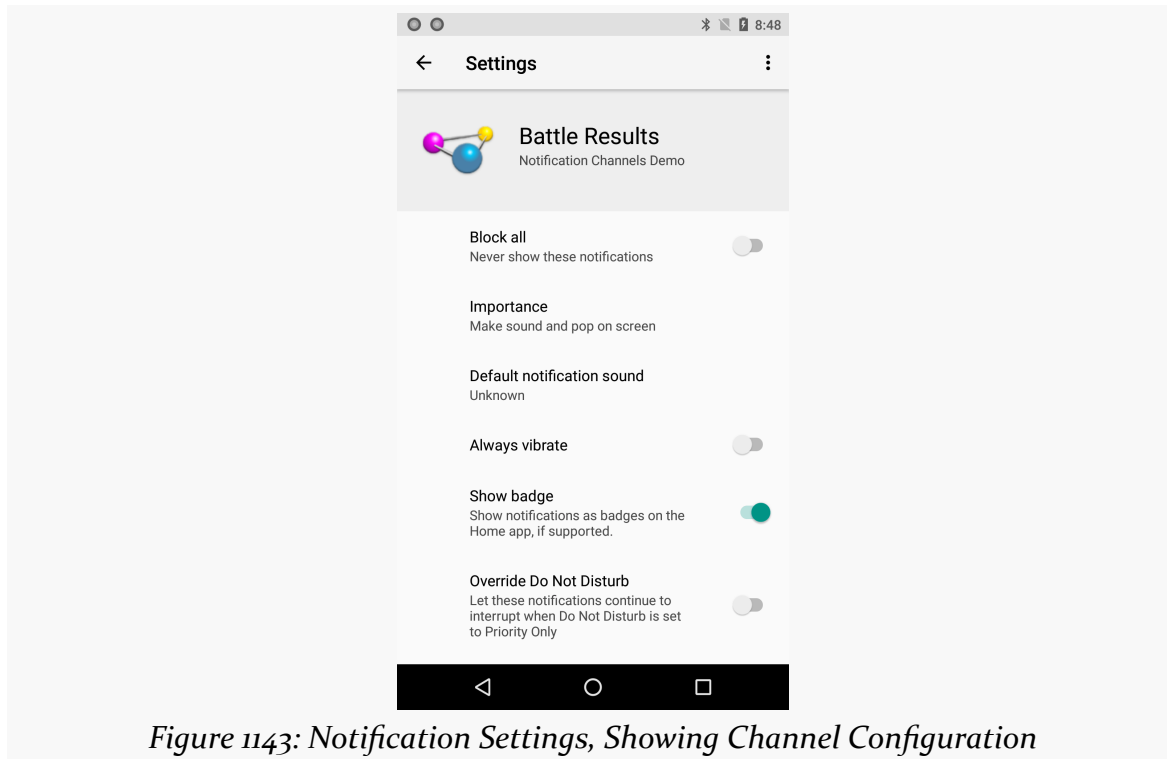 8:48
Settings
Battle Results
Notification Channels Demo
Block all
Never show these notifications
Importance
Make sound and pop on screen
Default notification sound
Unknown
Always vibrate
Show badge
Show notifications as badges on the
Home app, if supported.
Override Do Not Disturb
Let these notifications continue to
interrupt when Do Not Disturb is set
to Priority Only
Figure 1143: Notification Settings, Showing Channel Configuration